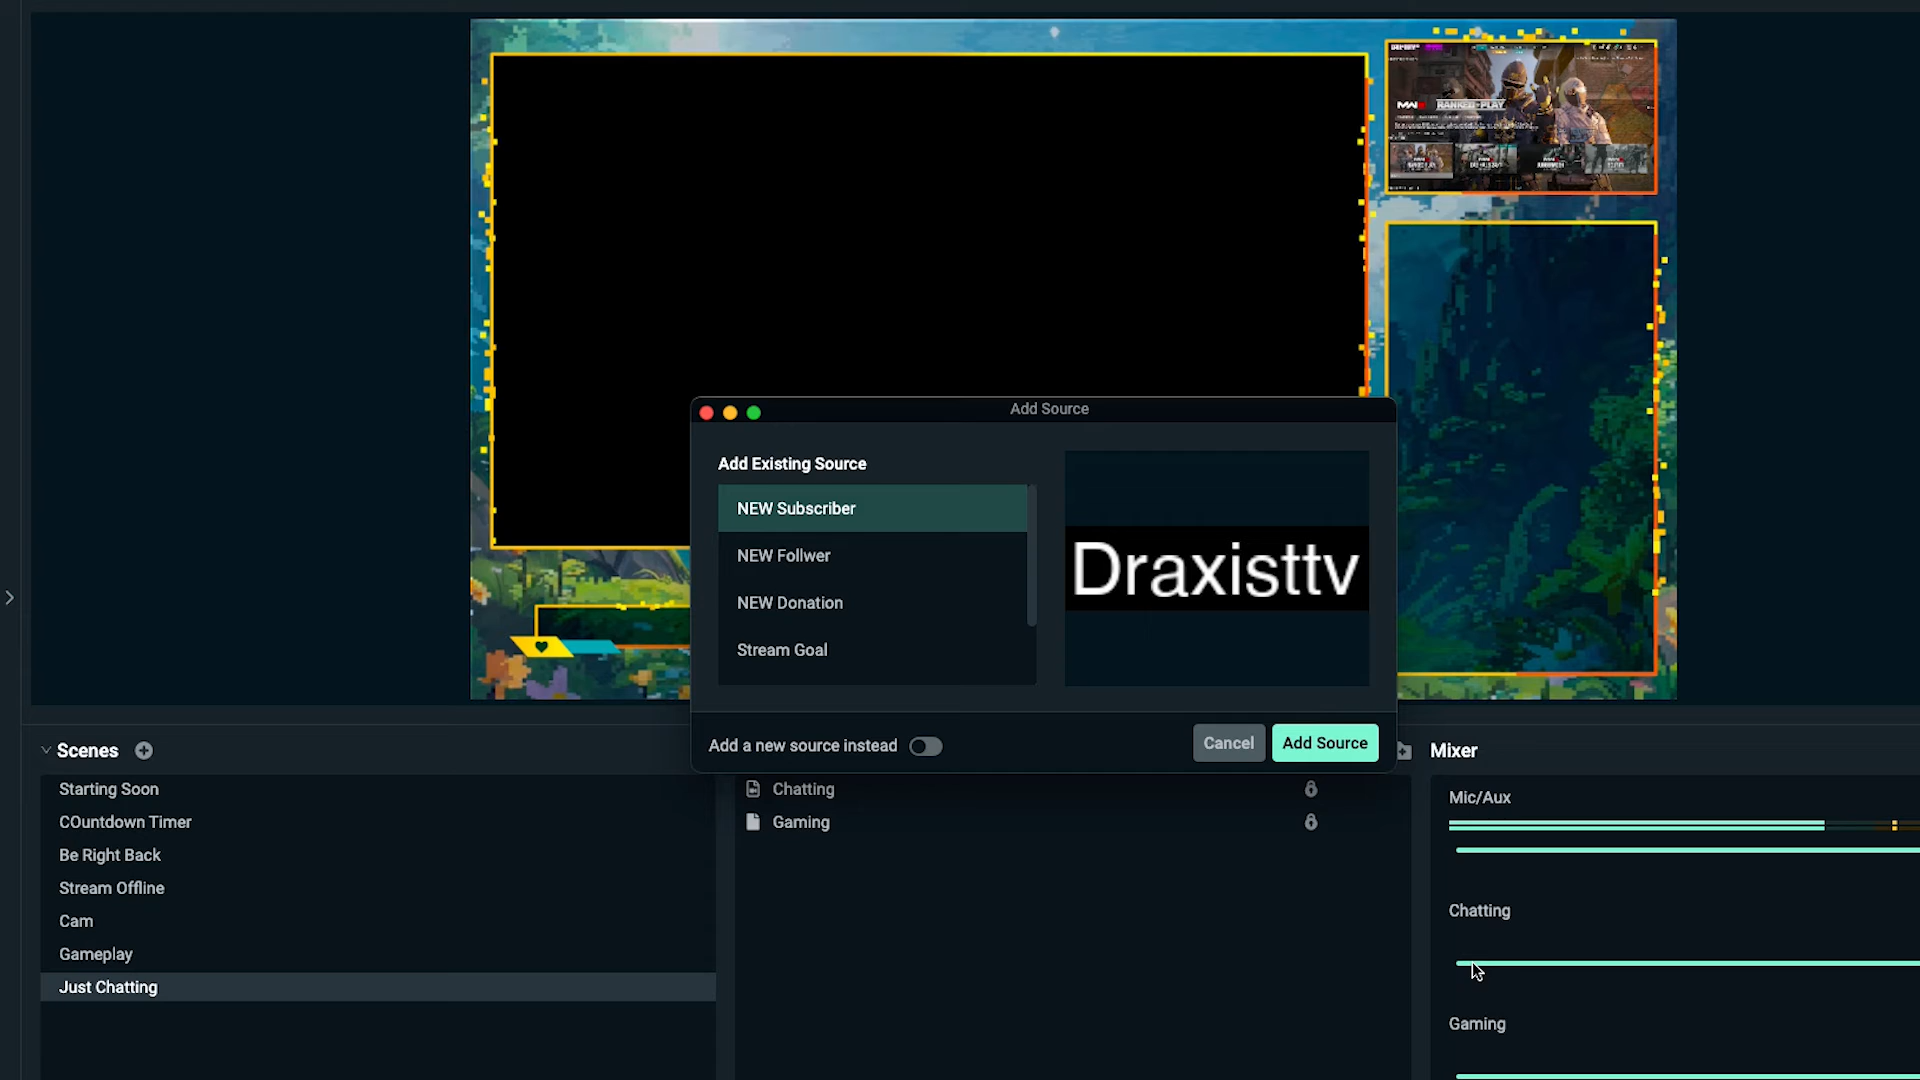 RANKED PLAY
Add Source
Add Existing Source
NEW Subscriber
NEW Follwer
NEW Donation
Stream Goal
Draxisttv
Add a new source instead
Cancel
Add Source
Scenes
Starting Soon
COuntdown Timer
Be Right Back
Stream Offline
Cam
Gameplay
Just Chatting
Chatting
Gaming
Mixer
Mic/Aux
Chatting
Gaming